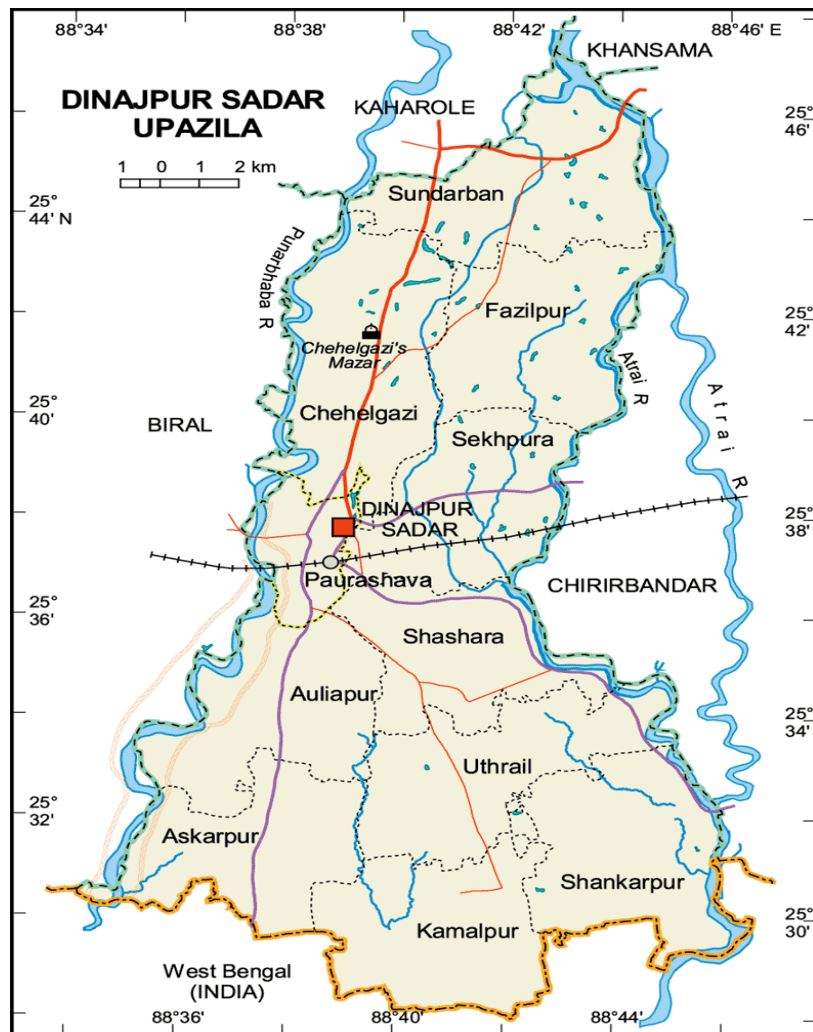 88° 34'
88° 38'
88° 42'
88° 46' E
KHANSAMA
DINAJPUR SADAR
UPAZILA
KAHAROLE
1 0 1 2 km
25°
46'
25°
44' N
Sundarban
Punarbhaba R
Fazilpur
25°
42'
Chehelgazi's
Mazar
Atrai R
Atrai R
25°
40'
Chehelgazi
BIRAL
Sekhpura
DINAJPUR
SADAR
25°
38'
Paurashava
CHIRIRBANDAR
25°
36'
Shashara
Auliapur
25°
34'
Uthrail
25°
32'
Askarpur
Shankarpur
Kamalpur
25°
30'
West Bengal
(INDIA)
88° 36'
88° 40'
88° 44'